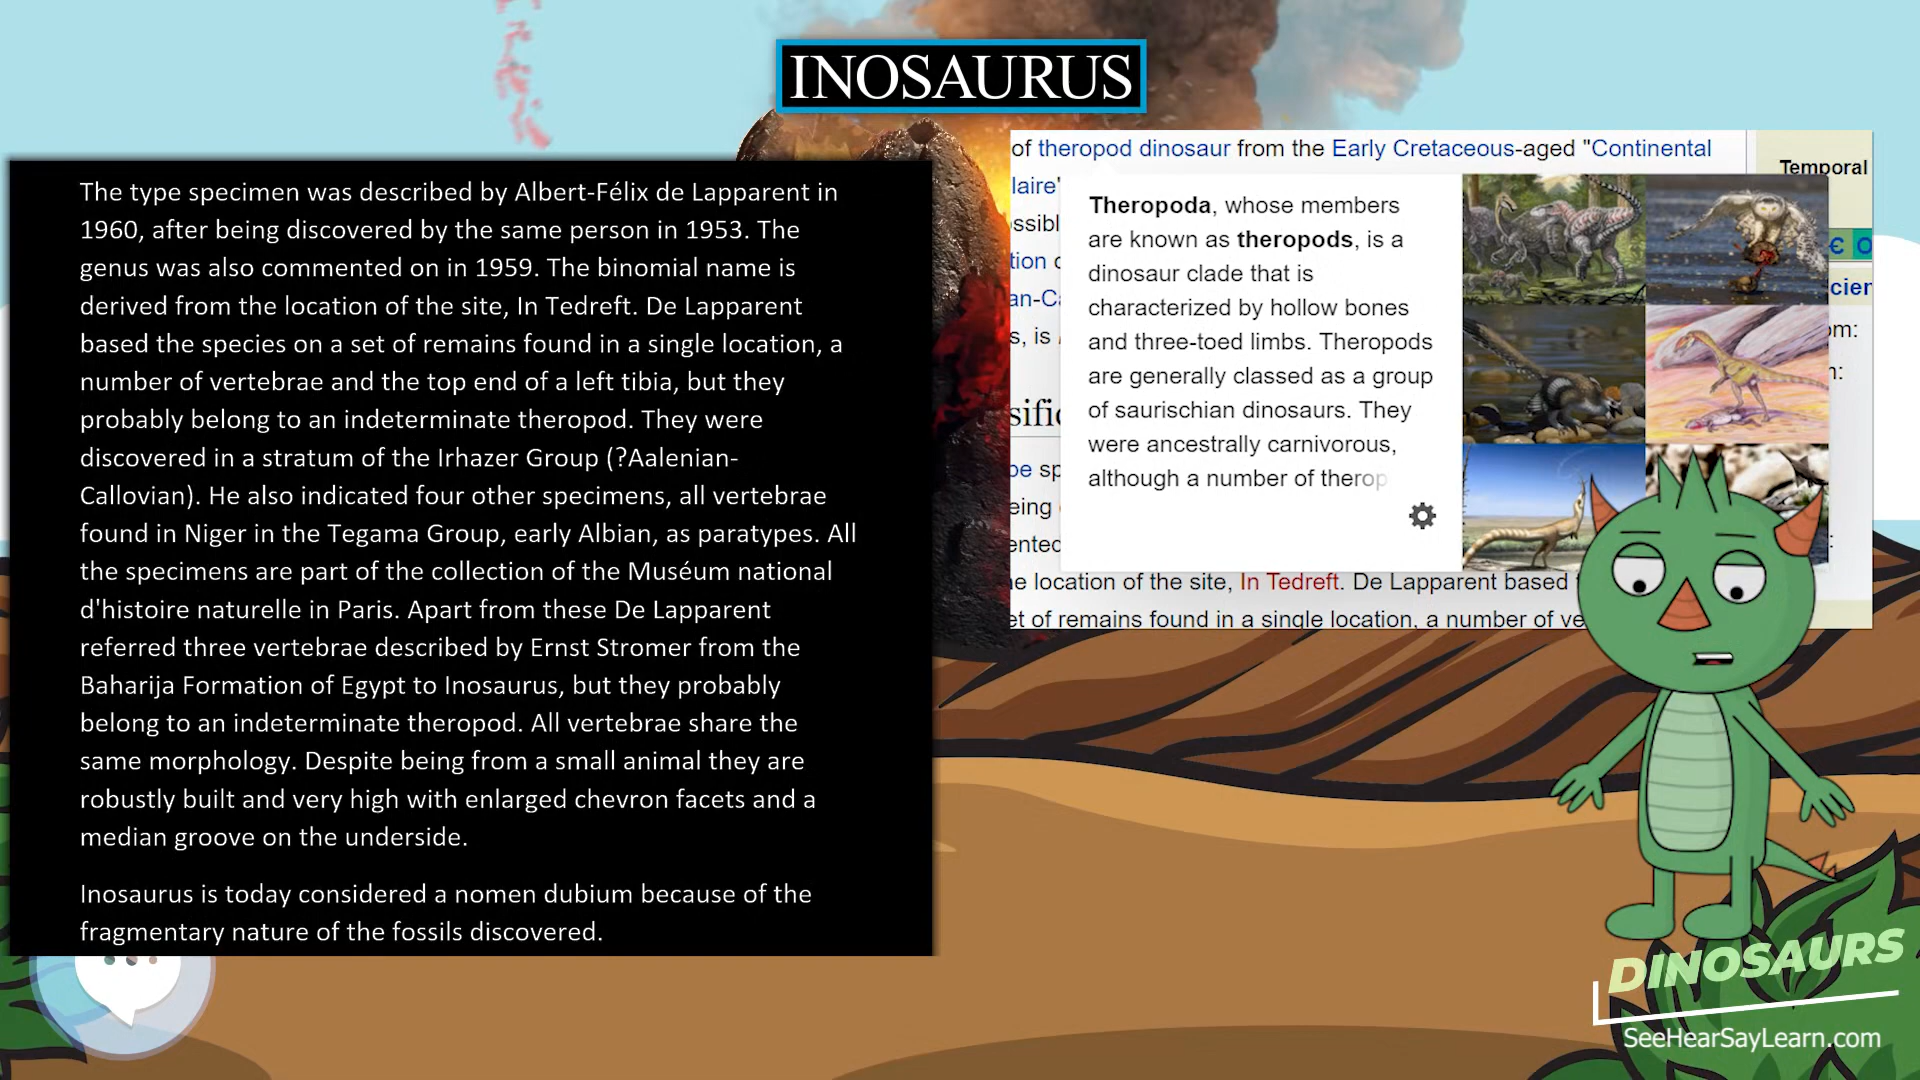 INOSAURUS
The type specimen was described by Albert-Félix de Lapparent in
1960, after being discovered by the same person in 1953. The
genus was also commented on in 1959. The binomial name is
derived from the location of the site, In Tedreft. De Lapparent
based the species on a set of remains found in a single location, a
number of vertebrae and the top end of a left tibia, but they
probably belong to an indeterminate theropod. They were
discovered in a stratum of the Irhazer Group (?Aalenian-
Callovian). He also indicated four other specimens, all vertebrae
found in Niger in the Tegama Group, early Albian, as paratypes. All
the specimens are part of the collection of the Muséum national
d'histoire naturelle in Paris. Apart from these De Lapparent
referred three vertebrae described by Ernst Stromer from the
Baharija Formation of Egypt to Inosaurus, but they probably
belong to an indeterminate theropod. All vertebrae share the
same morphology. Despite being from a small animal they are
robustly built and very high with enlarged chevron facets and a
median groove on the underside.
Inosaurus is today considered a nomen dubium because of the
fragmentary nature of the fossils discovered.
of theropod dinosaur from the Early Cretaceous-aged "Continental
Temporal
Theropoda, whose members
are known as theropods, is a
dinosaur clade that is
characterized by hollow bones
and three-toed limbs. Theropods
are generally classed as a group
of saurischian dinosaurs. They
were ancestrally carnivorous,
although a number of therop
location of the site, In Tedreft. De Lapparent based
of remains found in a single location, a number of ve
DINOSAURS
SeeHearSayLearn.com